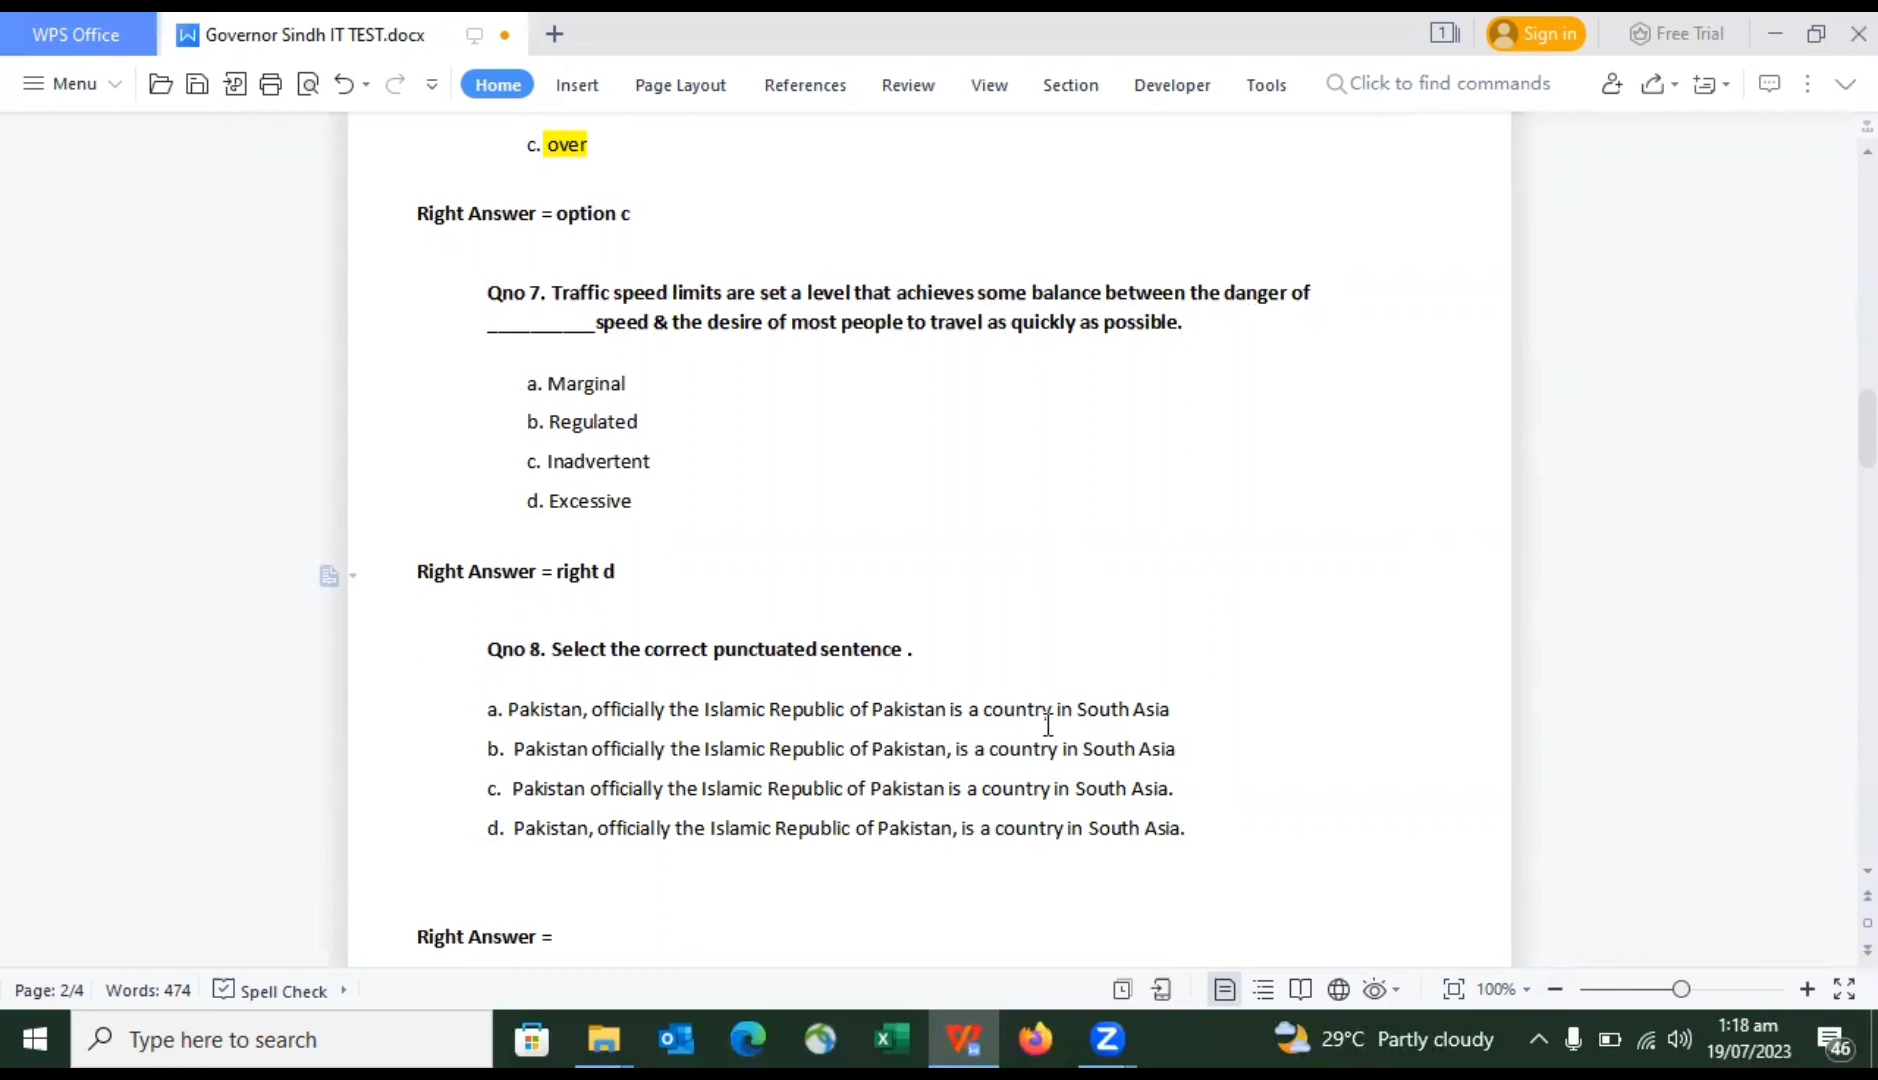 WPS Office
Governor Sindh IT TEST.docx
1
Sign in
Free Trial
Menu
Home
Insert
Page Layout
References
Review
View
Section
Developer
Tools
Click to find commands
c. over
Right Answer = option c
Qno 7. Traffic speed limits are set a level that achieves some balance between the danger of
__________speed & the desire of most people to travel as quickly as possible.
a. Marginal
b. Regulated
c. Inadvertent
d. Excessive
Right Answer = right d
Qno 8. Select the correct punctuated sentence .
a. Pakistan, officially the Islamic Republic of Pakistan is a country in South Asia
b. Pakistan officially the Islamic Republic of Pakistan, is a country in South Asia
c. Pakistan officially the Islamic Republic of Pakistan is a country in South Asia.
d. Pakistan, officially the Islamic Republic of Pakistan, is a country in South Asia.
Right Answer =
Page: 2/4
Words: 474
Spell Check
100%
Type here to search
29°C Partly cloudy
1:18 am
19/07/2023
46